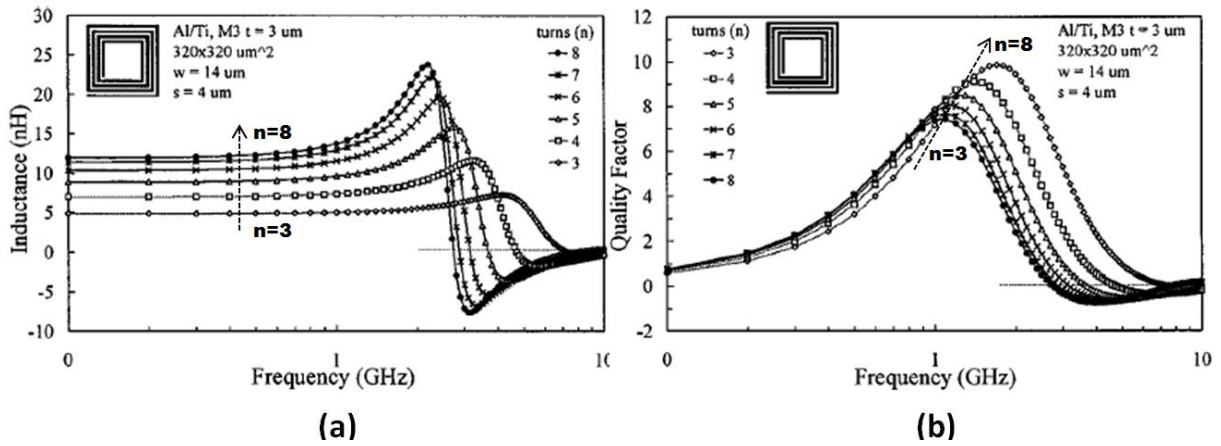 30
25
20
15
10
5
0
-5
-10
Inductance (nH)
Al/Ti, M3 t = 3 um
320x320 um^2
w = 14 um
s = 4 um
turns (n)
8
7
6
5
4
3
n=8
n=3
0
1
10
Frequency (GHz)
(a)
12
10
8
6
4
2
0
-2
Quality Factor
turns (n)
3
4
5
6
7
8
Al/Ti, M3 t = 3 um
320x320 um^2
w = 14 um
s = 4 um
n=8
n=3
0
1
10
Frequency (GHz)
(b)